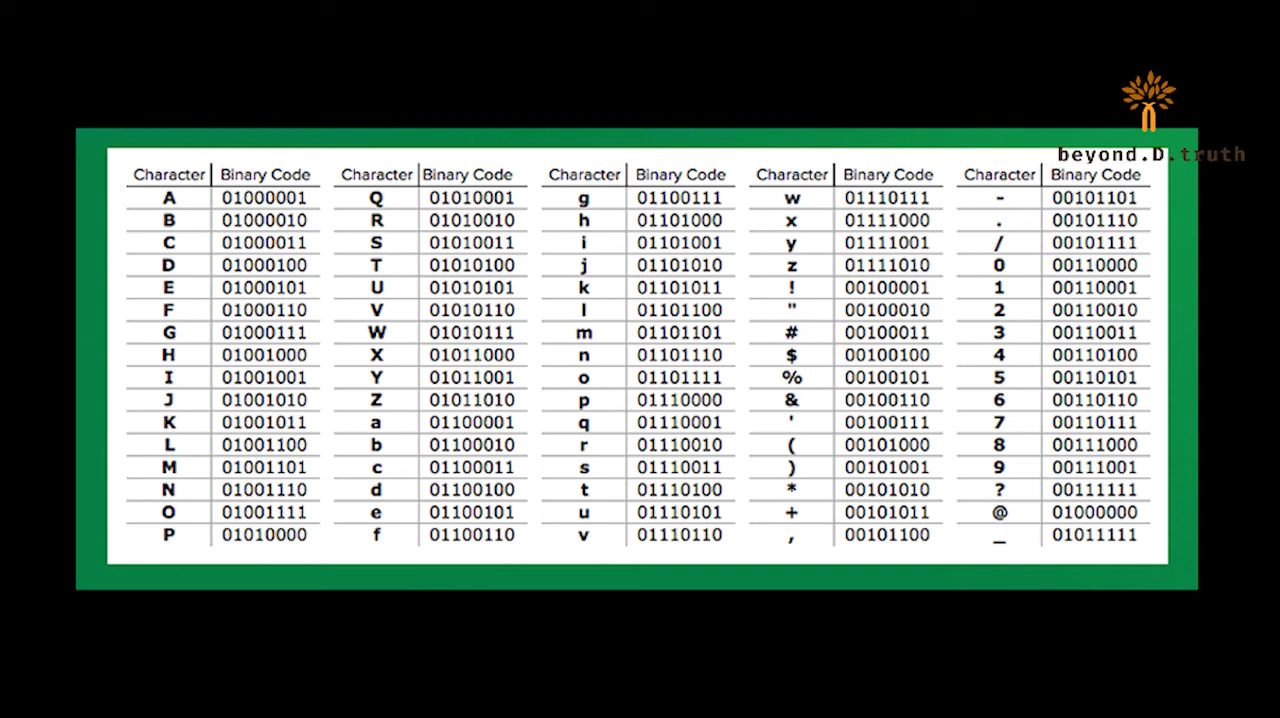 beyond.D.truth
Character Binary Code Character Binary Code Character Binary Code Character Binary Code Character Binary Code
A 01000001 Q 01010001 g 01100111 w 01110111 - 00101101
B 01000010 R 01010010 h 01101000 x 01111000 . 00101110
C 01000011 S 01010011 i 01101001 y 01111001 / 00101111
D 01000100 T 01010100 j 01101010 z 01111010 0 00110000
E 01000101 U 01010101 k 01101011 ! 00100001 1 00110001
F 01000110 V 01010110 l 01101100 " 00100010 2 00110010
G 01000111 W 01010111 m 01101101 # 00100011 3 00110011
H 01001000 X 01011000 n 01101110 $ 00100100 4 00110100
I 01001001 Y 01011001 o 01101111 % 00100101 5 00110101
J 01001010 Z 01011010 p 01110000 & 00100110 6 00110110
K 01001011 a 01100001 q 01110001 ' 00100111 7 00110111
L 01001100 b 01100010 r 01110010 ( 00101000 8 00111000
M 01001101 c 01100011 s 01110011 ) 00101001 9 00111001
N 01001110 d 01100100 t 01110100 * 00101010 ? 00111111
O 01001111 e 01100101 u 01110101 + 00101011 @ 01000000
P 01010000 f 01100110 v 01110110 , 00101100 _ 01011111